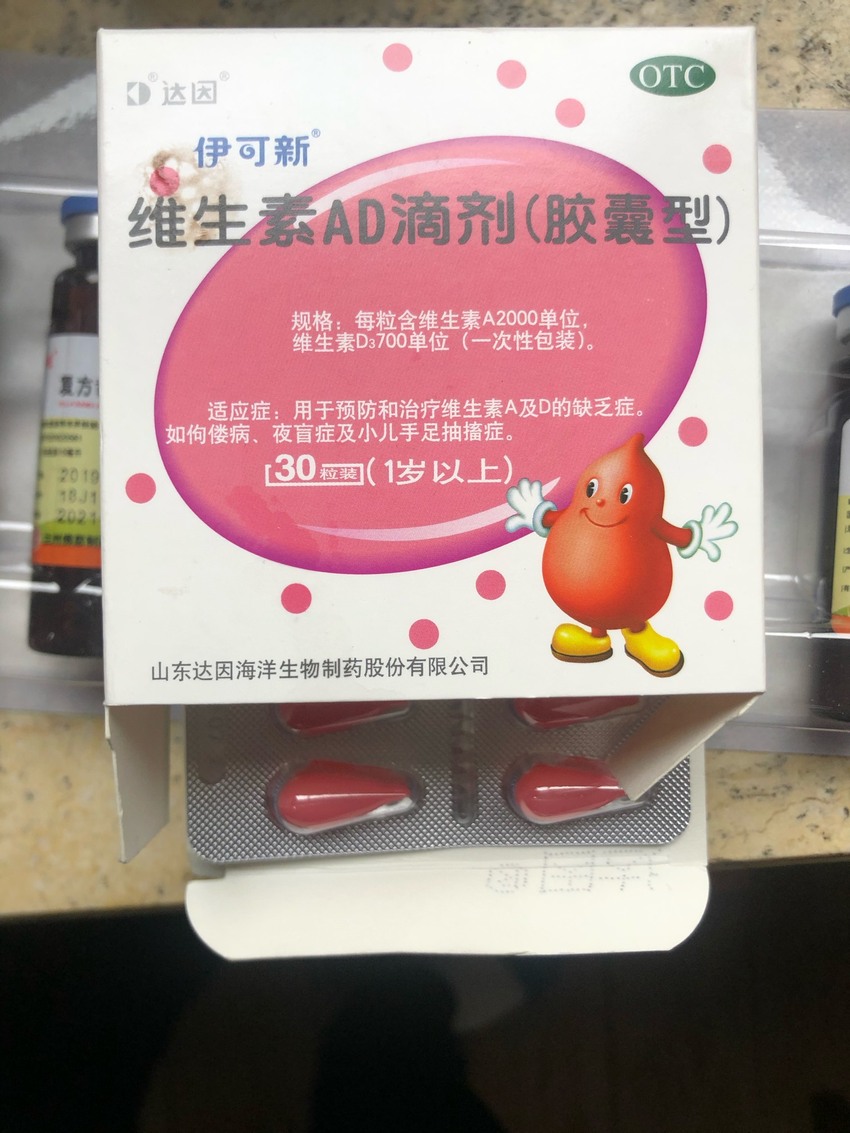 达因
OTC
伊可新
维生素AD滴剂(胶囊型)
规格：每粒含维生素A2000单位，
维生素D₃700单位（一次性包装）。
适应症：用于预防和治疗维生素A及D的缺乏症。
如佝偻病、夜盲症及小儿手足抽搐症。
[30粒装](1岁以上)
山东达因海洋生物制药股份有限公司
复方
2019
18J1
2021